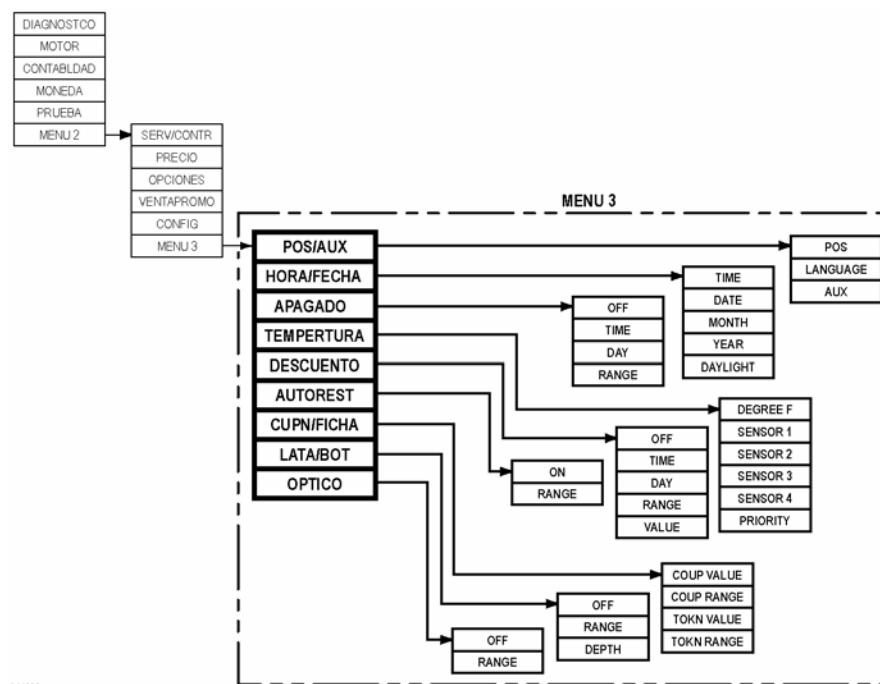 DIAGNOSTCO
MOTOR
CONTABLDAD
MONEDA
PRUEBA
MENU 2
SERV/CONTR
PRECIO
OPCIONES
VENTAPROMO
CONFIG
MENU 3
MENU 3
POS/AUX
HORA/FECHA
APAGADO
TEMPERTURA
DESCUENTO
AUTOREST
CUPN/FICHA
LATA/BOT
OPTICO
POS
LANGUAGE
AUX
TIME
DATE
MONTH
YEAR
DAYLIGHT
OFF
TIME
DAY
RANGE
DEGREE F
SENSOR 1
SENSOR 2
SENSOR 3
SENSOR 4
PRIORITY
OFF
TIME
DAY
RANGE
VALUE
ON
RANGE
COUP VALUE
COUP RANGE
TOKN VALUE
TOKN RANGE
OFF
RANGE
DEPTH
OFF
RANGE